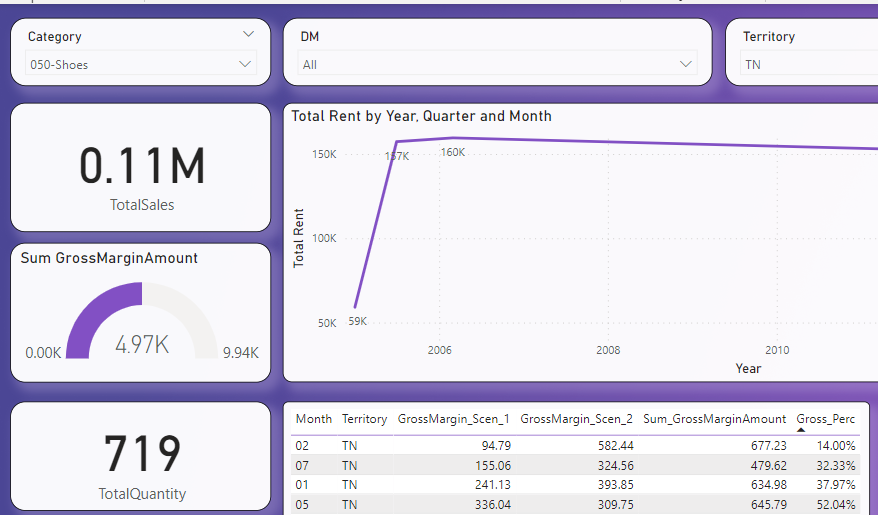 Category
050-Shoes
DM
All
Territory
TN
0.11M
TotalSales
Sum GrossMarginAmount
0.00K
4.97K
9.94K
719
TotalQuantity
Total Rent by Year, Quarter and Month
Total Rent
150K
100K
50K
157K
160K
59K
2006 2008 2010
Year
Month Territory GrossMargin_Scen_1 GrossMargin_Scen_2 Sum_GrossMarginAmount Gross_Perc
02 TN 94.79 582.44 677.23 14.00%
07 TN 155.06 324.56 479.62 32.33%
01 TN 241.13 393.85 634.98 37.97%
05 TN 336.04 309.75 645.79 52.04%